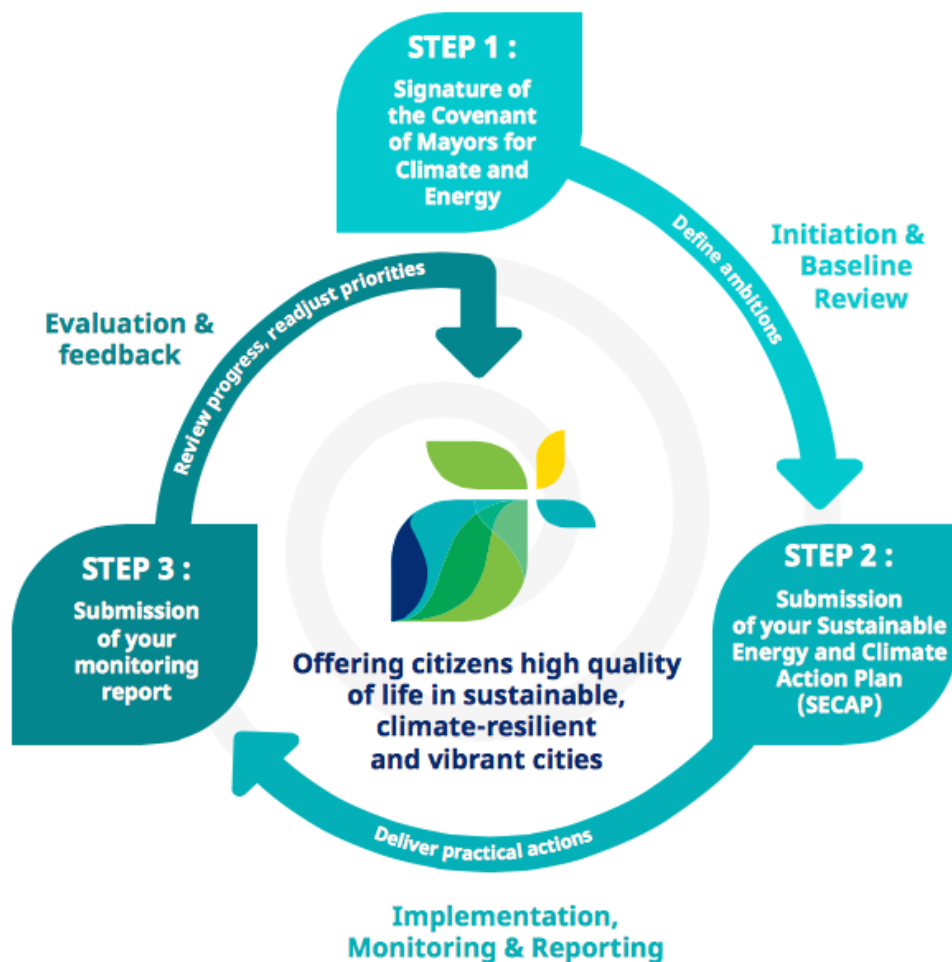 STEP 1 :
Signature of
the Covenant
of Mayors for
Climate and
Energy
Define ambitions
Initiation &
Baseline
Review
STEP 2 :
Submission
of your Sustainable
Energy and Climate
Action Plan
(SECAP)
Deliver practical actions
Implementation,
Monitoring & Reporting
STEP 3 :
Submission
of your
monitoring
report
Review progress, readjust priorities
Evaluation &
feedback
Offering citizens high quality
of life in sustainable,
climate-resilient
and vibrant cities